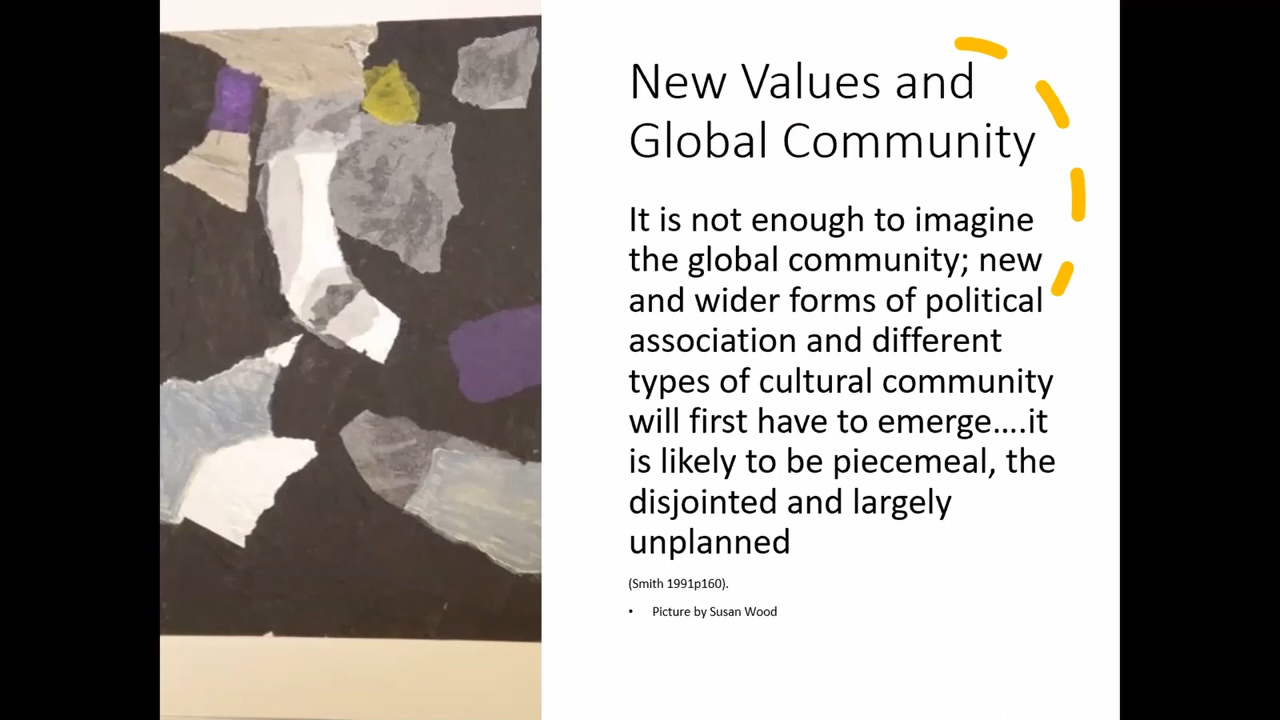 New Values and
Global Community
It is not enough to imagine
the global community; new
and wider forms of political
association and different
types of cultural community
will first have to emerge....it
is likely to be piecemeal, the
disjointed and largely
unplanned
(Smith 1991p160).
• Picture by Susan Wood